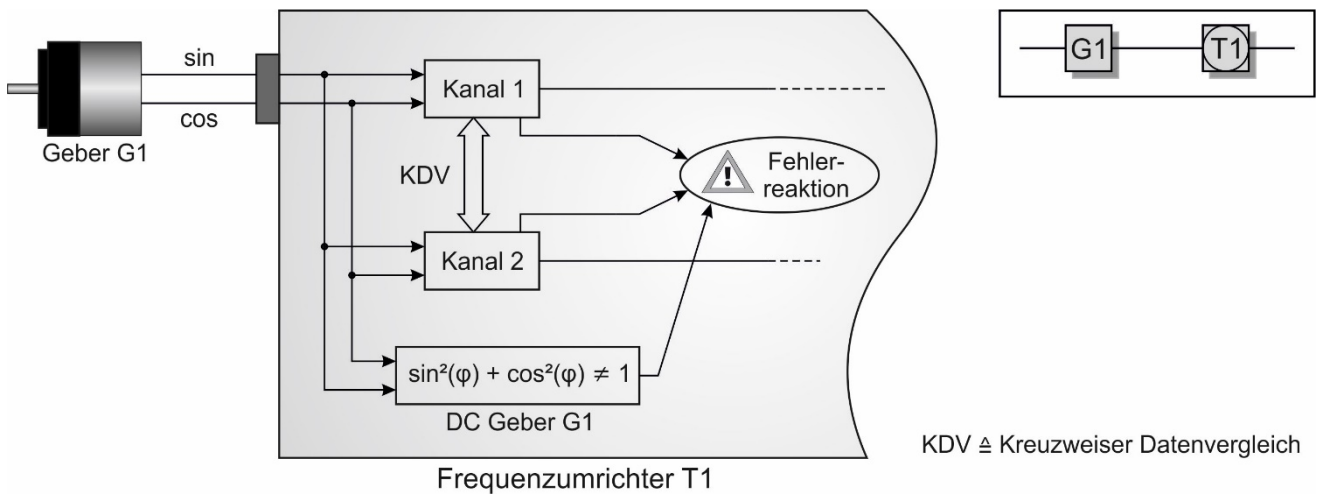 sin
cos
Geber G1
Kanal 1
KDV
Kanal 2
Fehler-
reaktion
sin²(φ) + cos²(φ) ≠ 1
DC Geber G1
Frequenzumrichter T1
G1
T1
KDV ≙ Kreuzweiser Datenvergleich